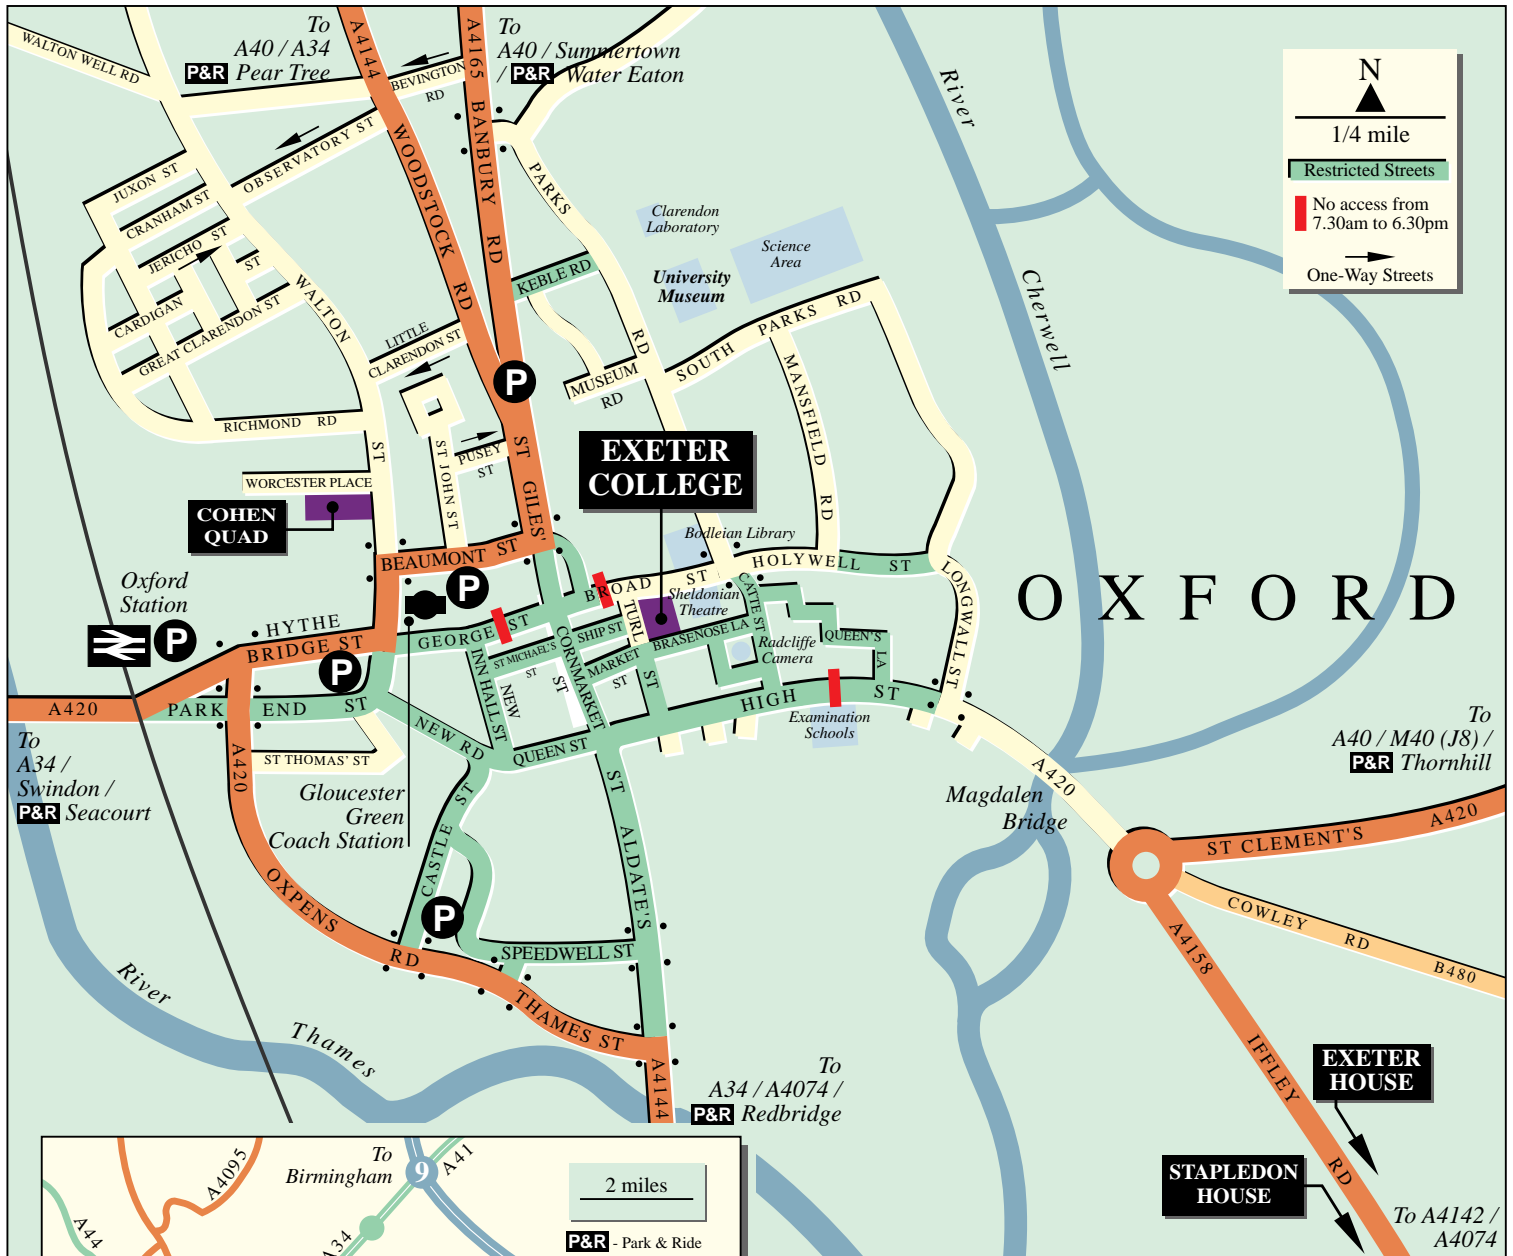 To
A40 / A34
P&R Pear Tree
A4144
A4165
To
A40 / Summertown
/ P&R Water Eaton
WALTON WELL RD
BEVINGTON
RD
OBSERVATORY ST
WOODSTOCK RD
BANBURY RD
PARKS RD
JUXON ST
CRANHAM ST
JERICHO ST
ST
CARDIGAN
GREAT CLARENDON ST
WALTON ST
LITTLE
CLARENDON ST
RICHMOND RD
KEBLE RD
MUSEUM
RD
Clarendon
Laboratory
Science
Area
University
Museum
SOUTH PARKS RD
MANSFIELD RD
River
Cherwell
N
1/4 mile
Restricted Streets
No access from
7.30am to 6.30pm
One-Way Streets
P
ST GILES'
ST JOHN ST
PUSEY
ST
WORCESTER PLACE
COHEN
QUAD
EXETER
COLLEGE
Bodleian Library
BEAUMONT ST
P
BROAD ST
HOLYWELL ST
LONGWALL ST
OXFORD
Oxford
Station
P
HYTHE
BRIDGE ST
P
GEORGE ST
ST MICHAEL'S
ST
SHIP ST
TURL
ST
Sheldonian
Theatre
CATTE ST
BRASENOSE LA
MARKET
ST
Radcliffe
Camera
QUEEN'S
LA
CORNMARKET
ST
NEW
INN HALL ST
A420
PARK END ST
NEW RD
QUEEN ST
HIGH ST
Examination
Schools
To
A34 /
Swindon /
P&R Seacourt
A420
ST THOMAS' ST
Gloucester
Green
Coach Station
CASTLE ST
P
ST ALDATE'S
SPEEDWELL ST
OXPENS RD
THAMES ST
A4144
River
Thames
To
A34 / A4074 /
P&R Redbridge
A420
Magdalen
Bridge
To
A40 / M40 (J8) /
P&R Thornhill
ST CLEMENT'S
A420
COWLEY RD
B480
A4158
IFFLEY RD
EXETER
HOUSE
STAPLEDON
HOUSE
To A4142 /
A4074
A4095
A44
To
Birmingham
9
A41
A34
2 miles
P&R - Park & Ride